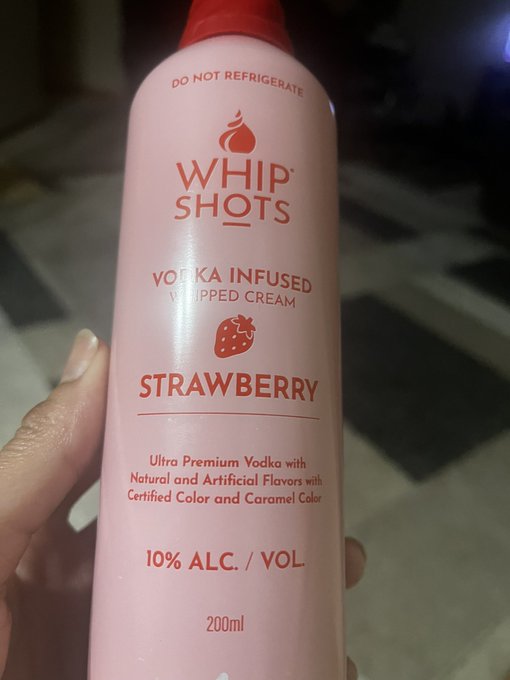 DO NOT REFRIGERATE
WHIP
SHOTS
VODKA INFUSED
WHIPPED CREAM
STRAWBERRY
Ultra Premium Vodka with
Natural and Artificial Flavors with
Certified Color and Caramel Color
10% ALC. / VOL.
200ml